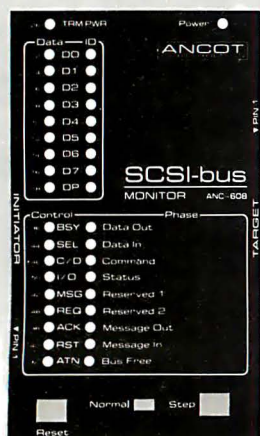 TRM PWR Power
Data ID
ANCOT
D0
D1
D2
D3
D4
D5
D6
D7
DP
PIN 1
SCSI-bus
MONITOR ANC-608
INITIATOR
TARGET
Control Phase
BSY Data Out
SEL Data In
C/D Command
I/O Status
MSG Reserved 1
REQ Reserved 2
ACK Message Out
RST Message In
ATN Bus Free
PIN 1
Normal Step
Reset